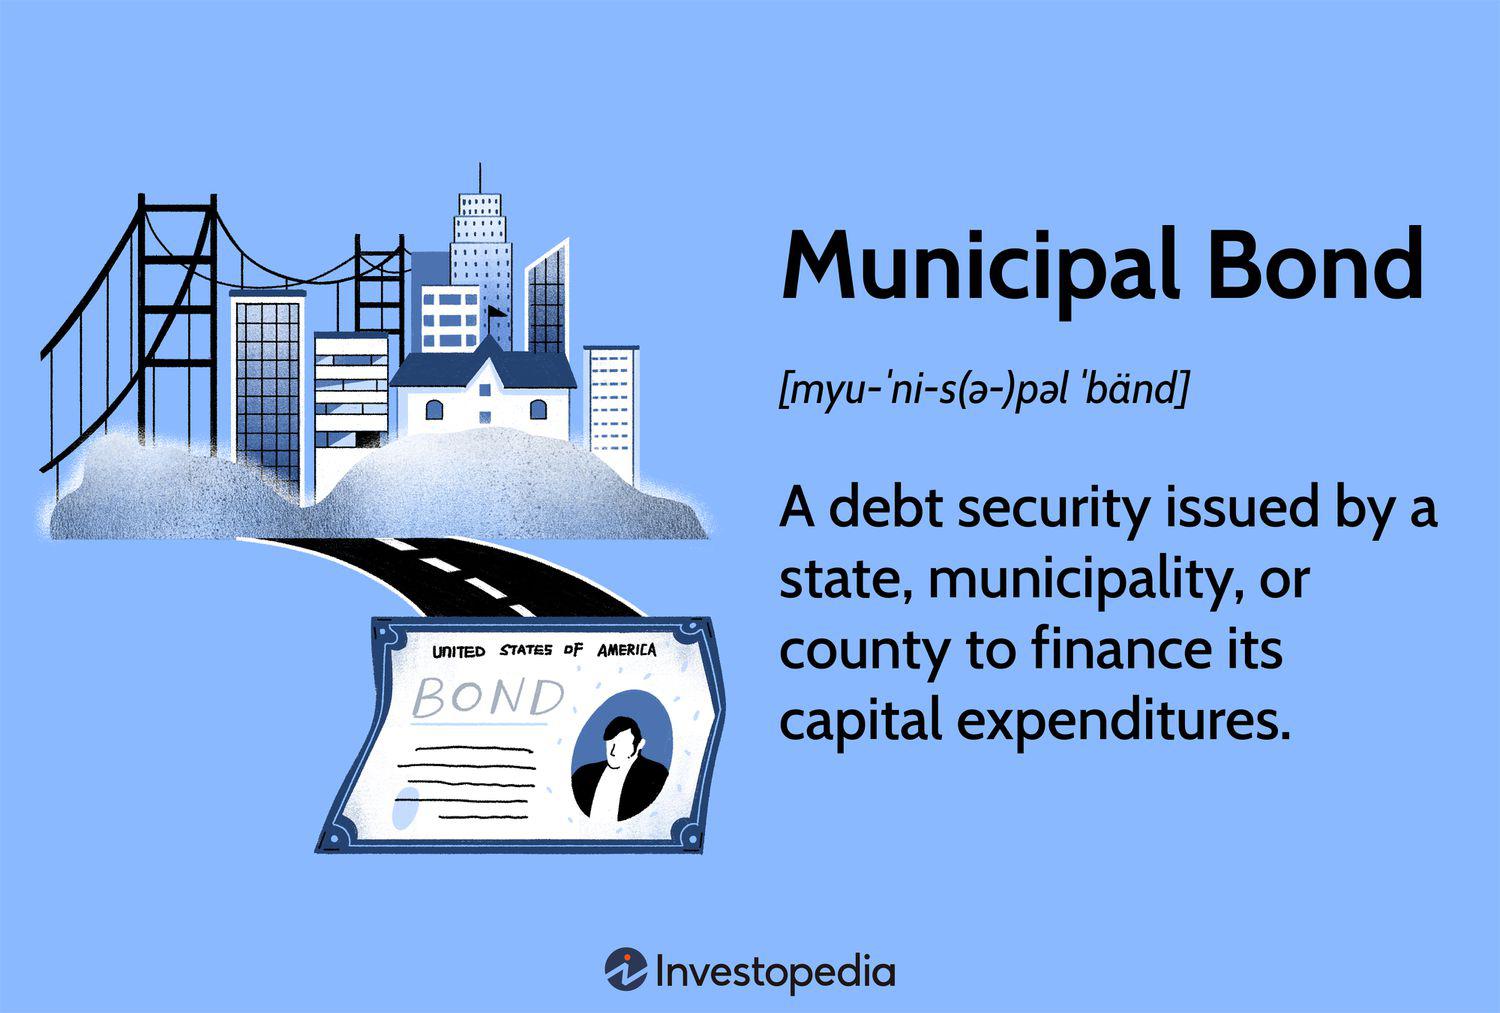 Municipal Bond
[myu-ˈni-s(ə-)pəl ˈbänd]
A debt security issued by a
state, municipality, or
county to finance its
capital expenditures.
UNITED STATES OF AMERICA
BOND
Investopedia